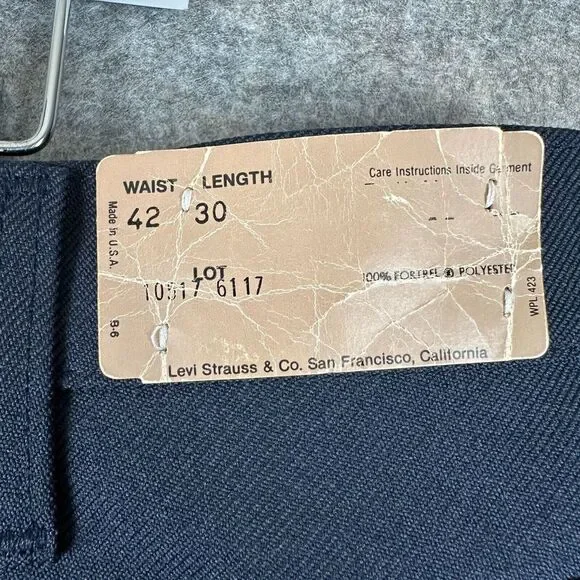 Care Instructions Inside Garment
WAIST LENGTH
42 30
Made in U.S.A.
LOT
10517 6117
100% FORTREL ® POLYESTER
WPL 423
B-6
Levi Strauss & Co. San Francisco, California